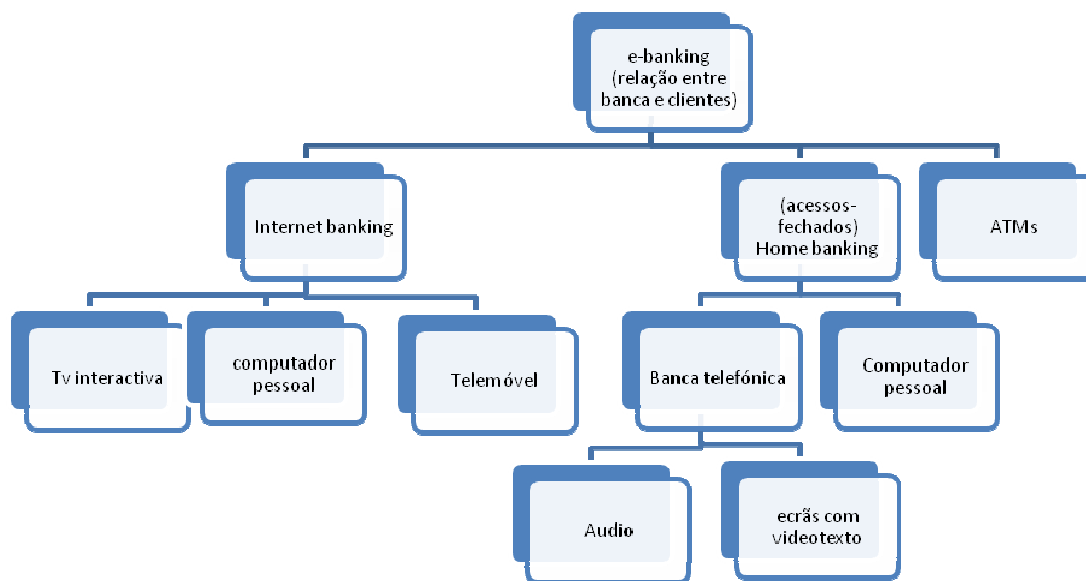 e-banking
(relação entre
banca e clientes)
Internet banking
(acessos-
fechados)
Home banking
ATMs
Tv interactiva
computador
pessoal
Telemóvel
Banca telefónica
Computador
pessoal
Audio
ecrãs com
videotexto